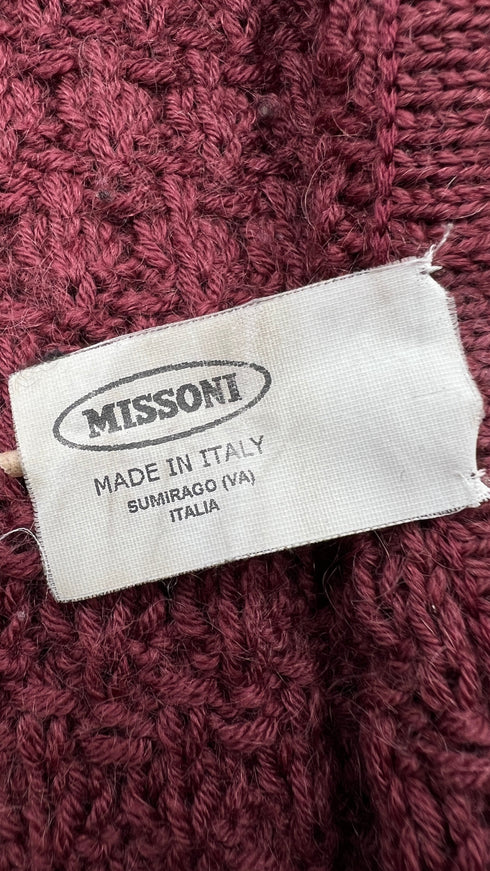 MISSONI
MADE IN ITALY
SUMIRAGO (VA)
ITALIA